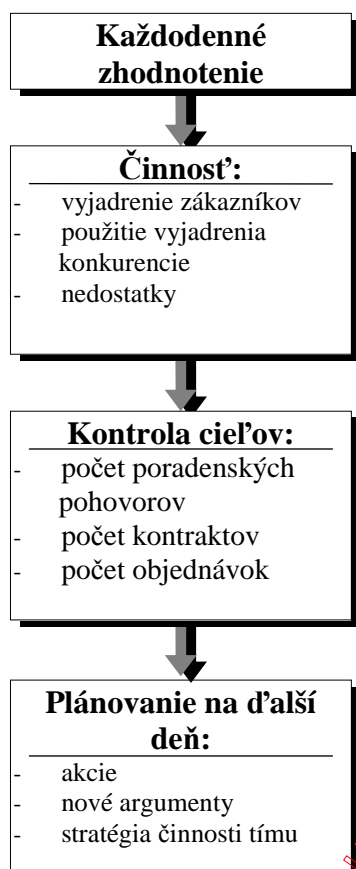 Každodenné
zhodnotenie
Činnosť:
- vyjadrenie zákazníkov
- použitie vyjadrenia
konkurencie
- nedostatky
Kontrola cieľov:
- počet poradenských
pohovorov
- počet kontraktov
- počet objednávok
Plánovanie na ďalší
deň:
- akcie
- nové argumenty
- stratégia činnosti tímu